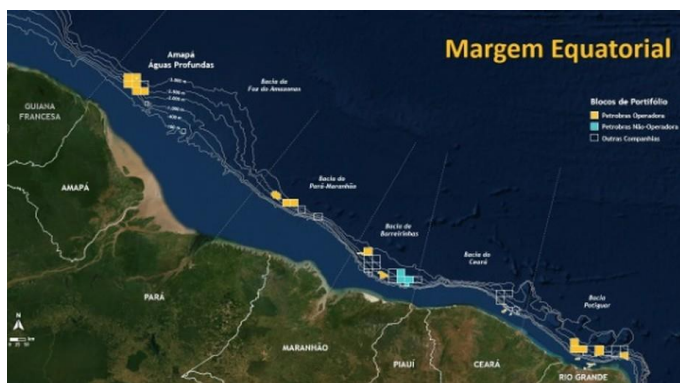 Margem Equatorial
Amapá
Águas Profundas
Bacia da
Foz do Amazonas
GUIANA
FRANCESA
Blocos de Portifólio
Petrobras Operadora
Petrobras Não-Operadora
Outras Companhias
AMAPÁ
Bacia do
Pará-Maranhão
Bacia de
Barreirinhas
Bacia do
Ceará
Bacia
Potiguar
PARÁ
N
MARANHÃO
PIAUÍ
CEARÁ
RIO GRANDE